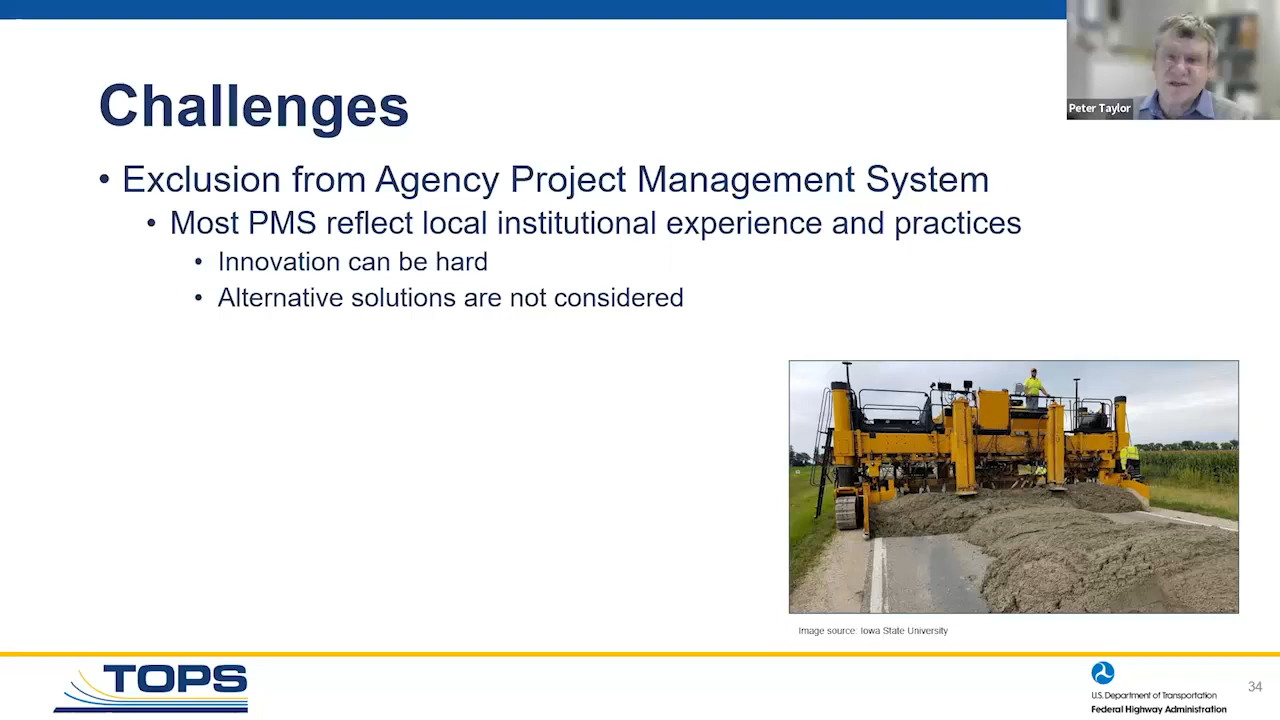 Peter Taylor
Challenges
• Exclusion from Agency Project Management System
• Most PMS reflect local institutional experience and practices
• Innovation can be hard
• Alternative solutions are not considered
Image source: Iowa State University
TOPS
U.S. Department of Transportation
Federal Highway Administration
34